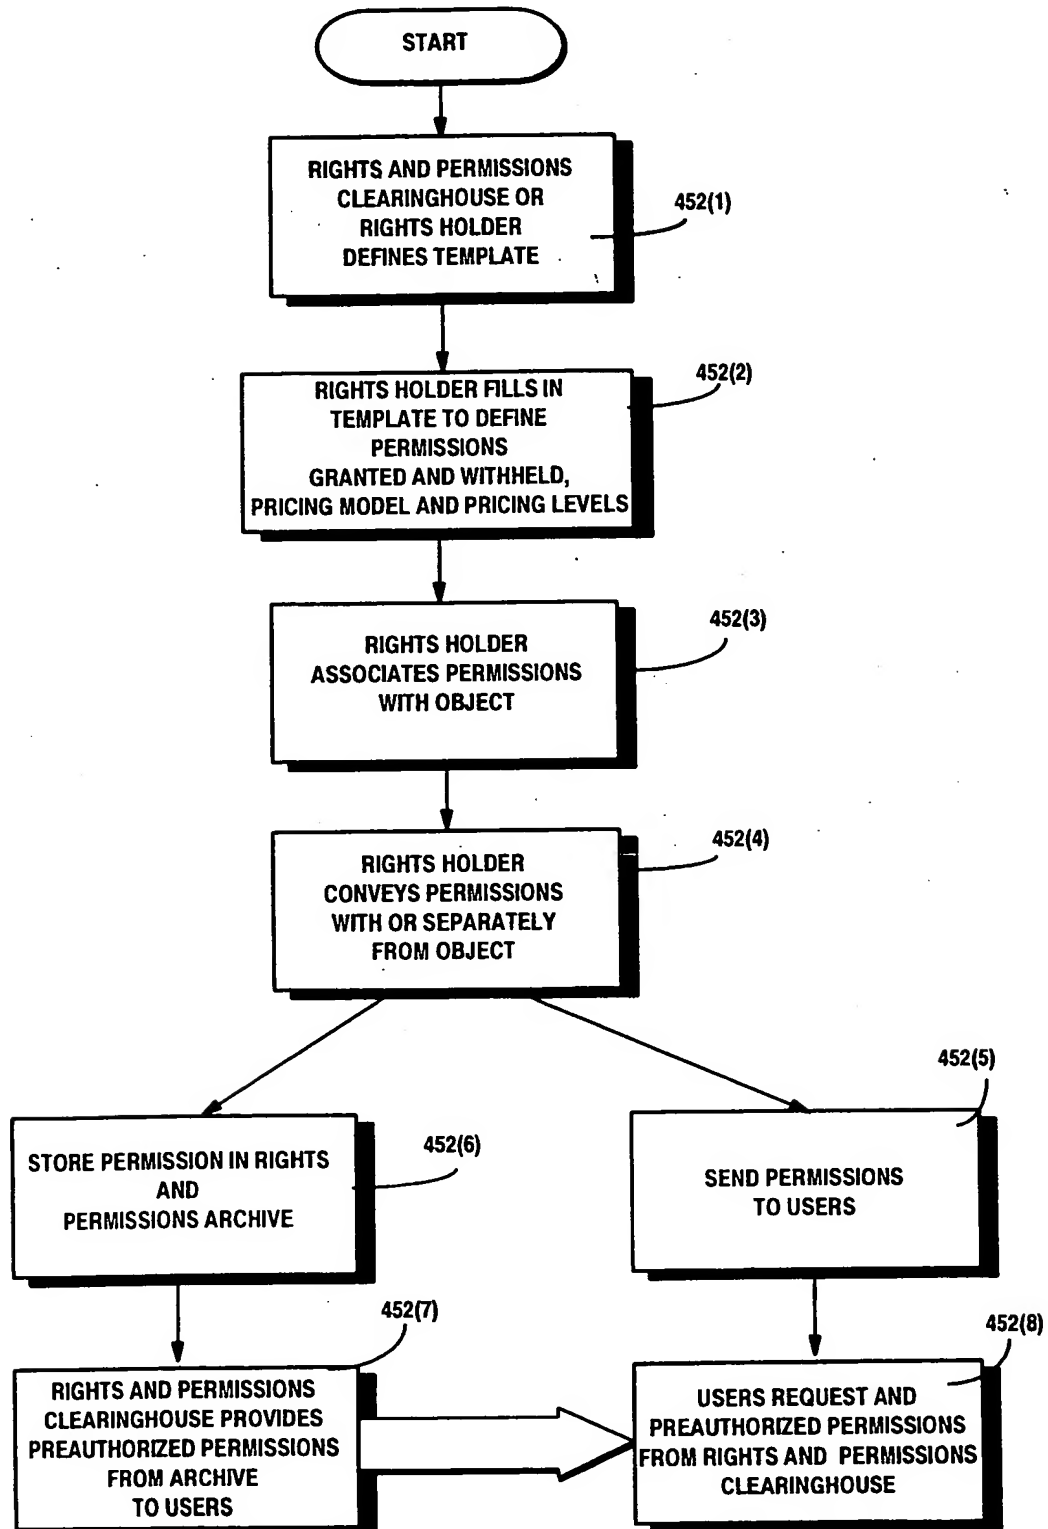 START
RIGHTS AND PERMISSIONS
CLEARINGHOUSE OR
RIGHTS HOLDER
DEFINES TEMPLATE
452(1)
RIGHTS HOLDER FILLS IN
TEMPLATE TO DEFINE
PERMISSIONS
GRANTED AND WITHHELD,
PRICING MODEL AND PRICING LEVELS
452(2)
RIGHTS HOLDER
ASSOCIATES PERMISSIONS
WITH OBJECT
452(3)
RIGHTS HOLDER
CONVEYS PERMISSIONS
WITH OR SEPARATELY
FROM OBJECT
452(4)
452(5)
STORE PERMISSION IN RIGHTS
AND
PERMISSIONS ARCHIVE
452(6)
SEND PERMISSIONS
TO USERS
452(7)
452(8)
RIGHTS AND PERMISSIONS
CLEARINGHOUSE PROVIDES
PREAUTHORIZED PERMISSIONS
FROM ARCHIVE
TO USERS
USERS REQUEST AND
PREAUTHORIZED PERMISSIONS
FROM RIGHTS AND PERMISSIONS
CLEARINGHOUSE